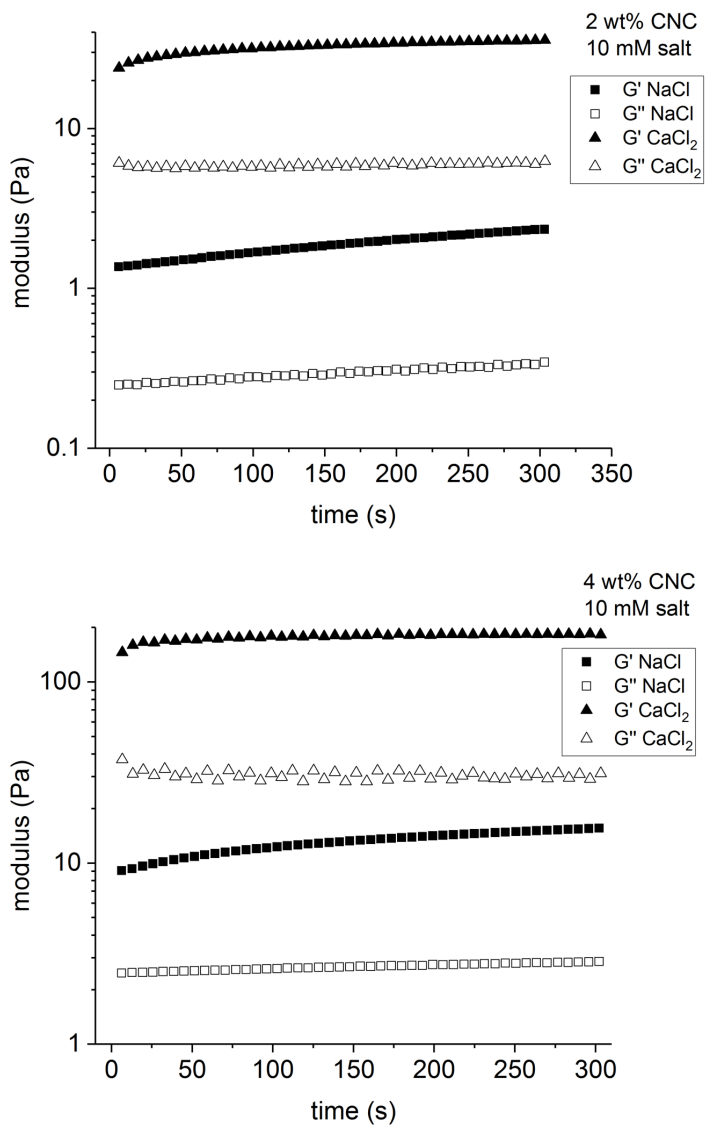 2 wt% CNC
10 mM salt
G' NaCl
G" NaCl
G' CaCl₂
G" CaCl₂
modulus (Pa)
10
1
0.1
0 50 100 150 200 250 300 350
time (s)
4 wt% CNC
10 mM salt
G' NaCl
G" NaCl
G' CaCl₂
G" CaCl₂
modulus (Pa)
100
10
1
0 50 100 150 200 250 300
time (s)